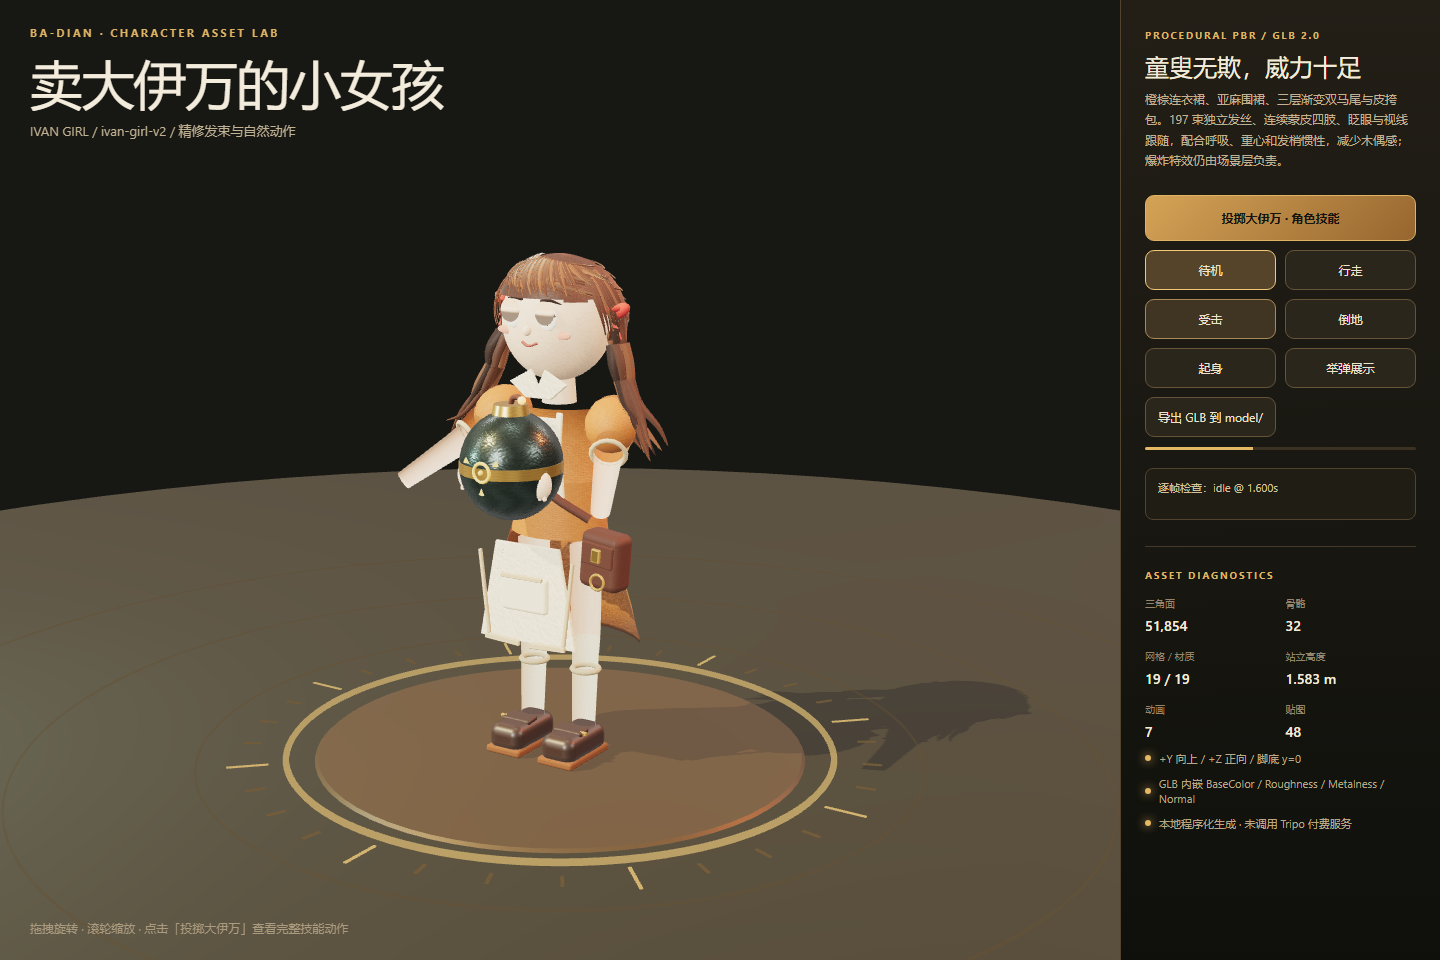 BA-DIAN · CHARACTER ASSET LAB
卖大伊万的小女孩
IVAN GIRL / ivan-girl-v2 / 精修发束与自然动作
PROCEDURAL PBR / GLB 2.0
童叟无欺，威力十足
橙棕连衣裙、亚麻围裙、三层渐变双马尾与皮挎
包。197 束独立发丝、连续蒙皮四肢、眨眼与视线
跟随，配合呼吸、重心和发梢惯性，减少木偶感；
爆炸特效仍由场景层负责。
投掷大伊万 · 角色技能
待机
行走
受击
倒地
起身
举弹展示
导出 GLB 到 model/
逐帧检查：idle @ 1.600s
ASSET DIAGNOSTICS
三角面
骨骼
51,854
32
网格 / 材质
站立高度
19 / 19
1.583 m
动画
贴图
7
48
+Y 向上 / +Z 正向 / 脚底 y=0
GLB 内嵌 BaseColor / Roughness / Metalness /
Normal
本地程序化生成 · 未调用 Tripo 付费服务
拖拽旋转 · 滚轮缩放 · 点击「投掷大伊万」查看完整技能动作